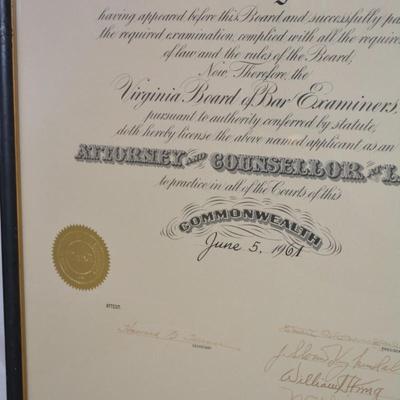 having appeared before this Board and successfully pa
the required examination, complied with all the require
of law and the rules of the Board,
Now, Therefore, the
Virginia Board of Bar Examiners,
pursuant to authority conferred by statute,
doth hereby license the above named applicant as an
ATTORNEY AND COUNSELLOR AT L
to practice in all of the Courts of this
COMMONWEALTH
June 5, 1961
ATTEST:
SECRETARY